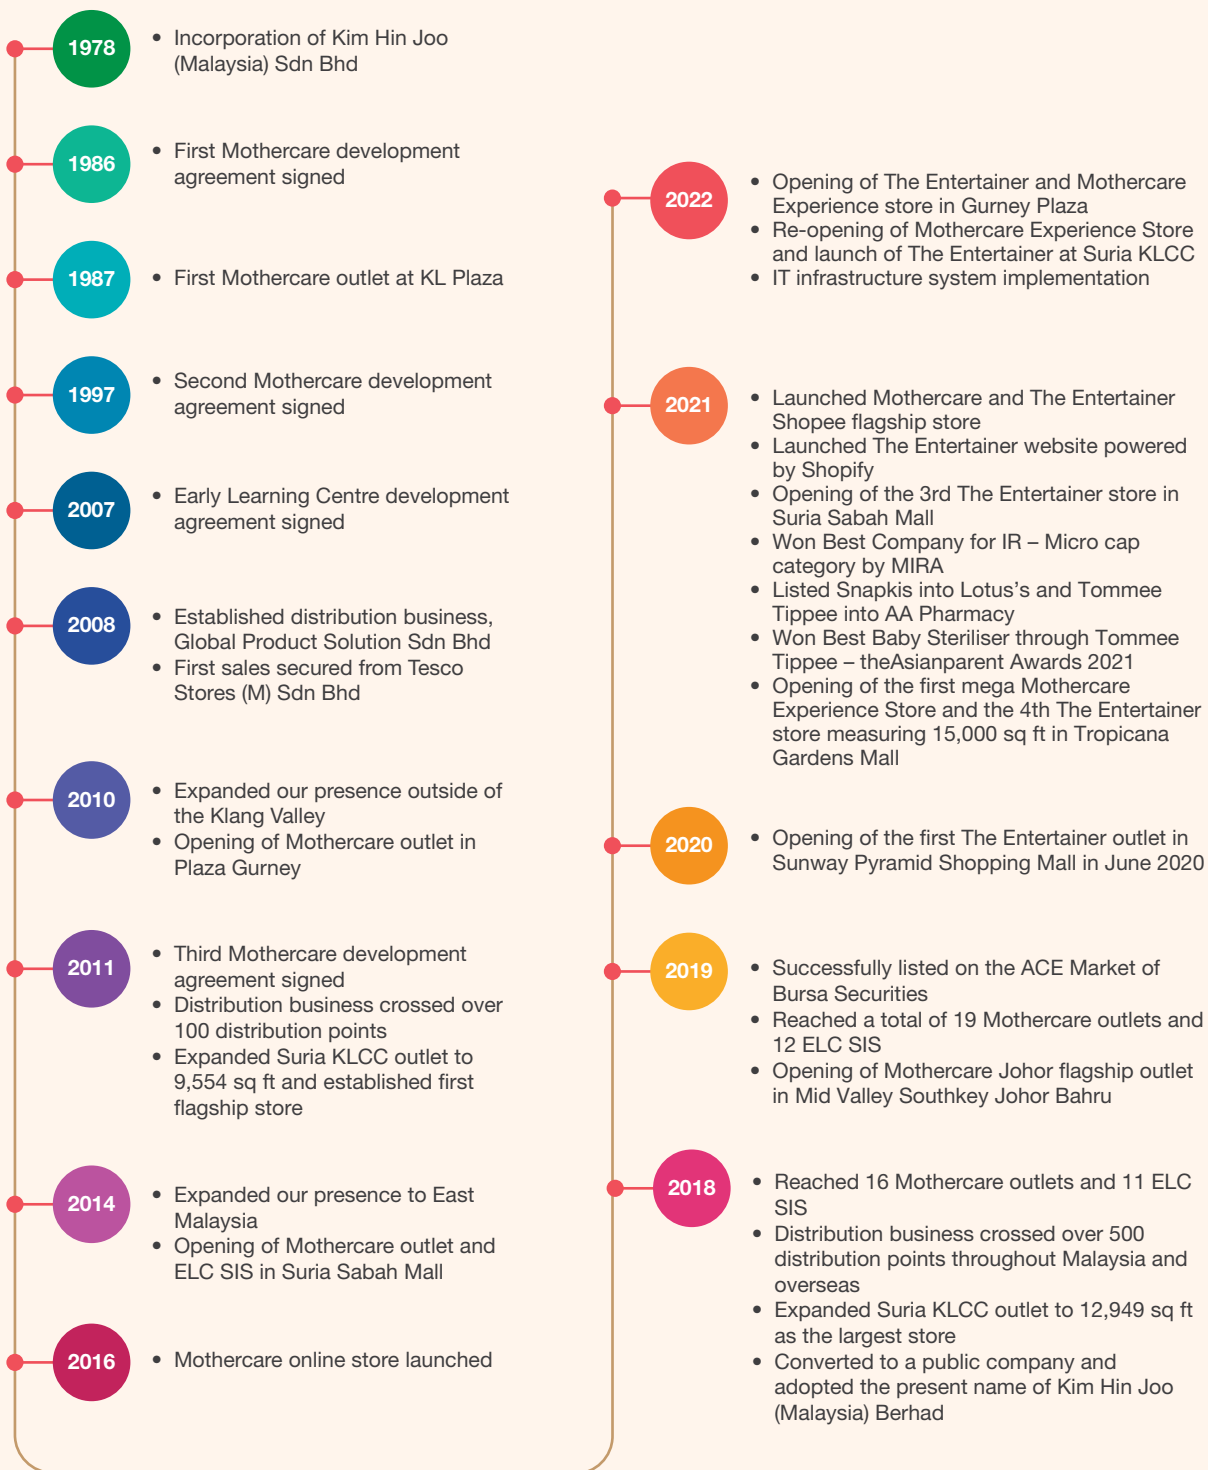 1978
• Incorporation of Kim Hin Joo
(Malaysia) Sdn Bhd
1986
• First Mothercare development
agreement signed
1987
• First Mothercare outlet at KL Plaza
1997
• Second Mothercare development
agreement signed
2007
• Early Learning Centre development
agreement signed
2008
• Established distribution business,
Global Product Solution Sdn Bhd
• First sales secured from Tesco
Stores (M) Sdn Bhd
2010
• Expanded our presence outside of
the Klang Valley
• Opening of Mothercare outlet in
Plaza Gurney
2011
• Third Mothercare development
agreement signed
• Distribution business crossed over
100 distribution points
• Expanded Suria KLCC outlet to
9,554 sq ft and established first
flagship store
2014
• Expanded our presence to East
Malaysia
• Opening of Mothercare outlet and
ELC SIS in Suria Sabah Mall
2016
• Mothercare online store launched
2022
• Opening of The Entertainer and Mothercare
Experience store in Gurney Plaza
• Re-opening of Mothercare Experience Store
and launch of The Entertainer at Suria KLCC
• IT infrastructure system implementation
2021
• Launched Mothercare and The Entertainer
Shopee flagship store
• Launched The Entertainer website powered
by Shopify
• Opening of the 3rd The Entertainer store in
Suria Sabah Mall
• Won Best Company for IR – Micro cap
category by MIRA
• Listed Snapkis into Lotus’s and Tommee
Tippee into AA Pharmacy
• Won Best Baby Steriliser through Tommee
Tippee – theAsianparent Awards 2021
• Opening of the first mega Mothercare
Experience Store and the 4th The Entertainer
store measuring 15,000 sq ft in Tropicana
Gardens Mall
2020
• Opening of the first The Entertainer outlet in
Sunway Pyramid Shopping Mall in June 2020
2019
• Successfully listed on the ACE Market of
Bursa Securities
• Reached a total of 19 Mothercare outlets and
12 ELC SIS
• Opening of Mothercare Johor flagship outlet
in Mid Valley Southkey Johor Bahru
2018
• Reached 16 Mothercare outlets and 11 ELC
SIS
• Distribution business crossed over 500
distribution points throughout Malaysia and
overseas
• Expanded Suria KLCC outlet to 12,949 sq ft
as the largest store
• Converted to a public company and
adopted the present name of Kim Hin Joo
(Malaysia) Berhad